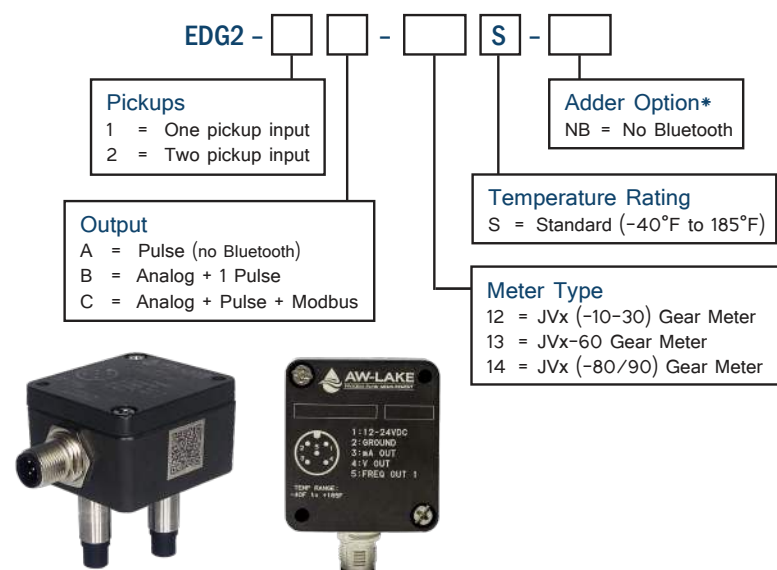 EDG2 - - S -
Pickups
1 = One pickup input
2 = Two pickup input
Adder Option*
NB = No Bluetooth
Output
A = Pulse (no Bluetooth)
B = Analog + 1 Pulse
C = Analog + Pulse + Modbus
Temperature Rating
S = Standard (-40°F to 185°F)
Meter Type
12 = JVx (-10-30) Gear Meter
13 = JVx-60 Gear Meter
14 = JVx (-80/90) Gear Meter
AW-LAKE
1:12-24VDC
2:GROUND
3:mA OUT
4:V OUT
5:FREQ OUT 1
TEMP RANGE:
-40F to +185F